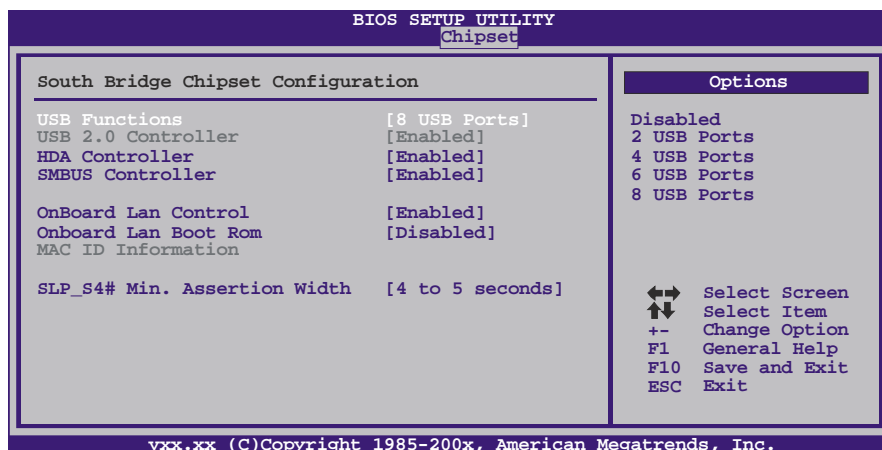 BIOS SETUP UTILITY
Chipset
South Bridge Chipset Configuration
USB Functions [8 USB Ports]
USB 2.0 Controller [Enabled]
HDA Controller [Enabled]
SMBUS Controller [Enabled]
OnBoard Lan Control [Enabled]
Onboard Lan Boot Rom [Disabled]
MAC ID Information
SLP_S4# Min. Assertion Width [4 to 5 seconds]
Options
Disabled
2 USB Ports
4 USB Ports
6 USB Ports
8 USB Ports
Select Screen
Select Item
+- Change Option
F1 General Help
F10 Save and Exit
ESC Exit
vxx.xx (C)Copyright 1985-200x, American Megatrends, Inc.